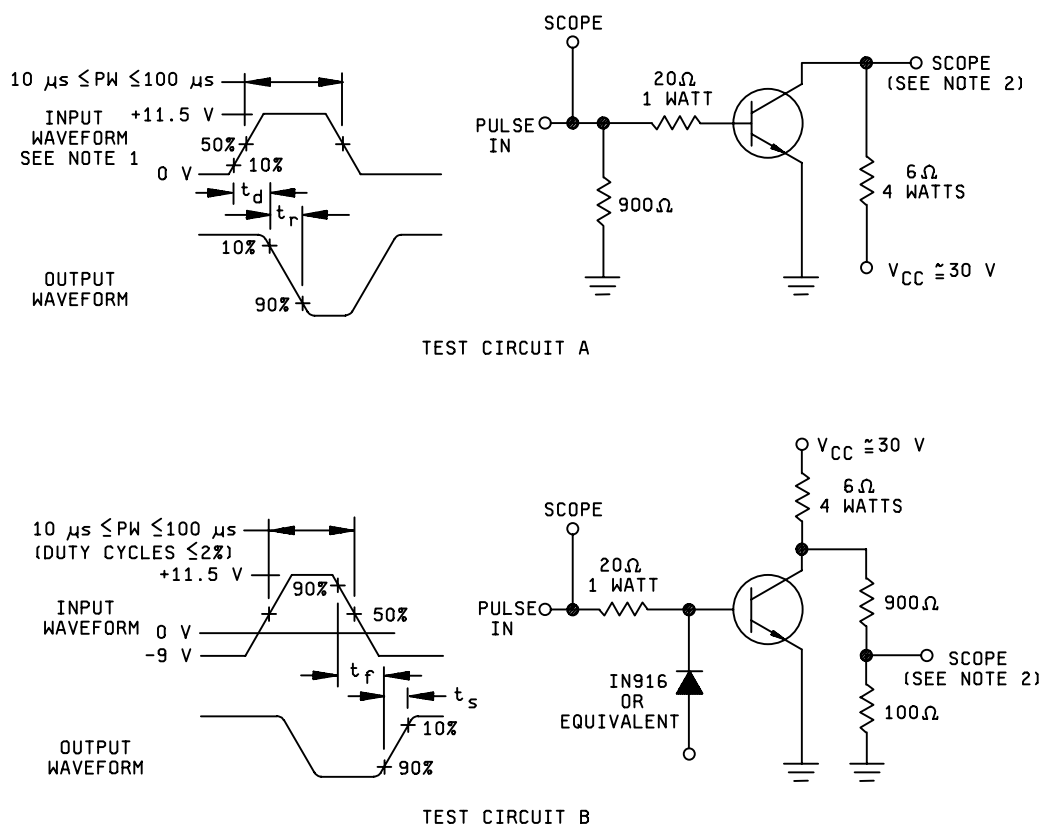 SCOPE
10 µs ≤PW ≤100 µs
+11.5 V
INPUT
WAVEFORM
SEE NOTE 1
50%
10%
0 V
t_d
t_r
10%
90%
OUTPUT
WAVEFORM
PULSE
IN
20Ω
1 WATT
900Ω
SCOPE
(SEE NOTE 2)
6Ω
4 WATTS
V_CC ≅30 V
TEST CIRCUIT A
10 µs ≤PW ≤100 µs
(DUTY CYCLES ≤2%)
+11.5 V
90%
INPUT
WAVEFORM
50%
0 V
-9 V
t_f
t_s
10%
90%
OUTPUT
WAVEFORM
SCOPE
PULSE
IN
20Ω
1 WATT
IN916
OR
EQUIVALENT
V_CC ≅30 V
6Ω
4 WATTS
900Ω
SCOPE
(SEE NOTE 2)
100Ω
TEST CIRCUIT B